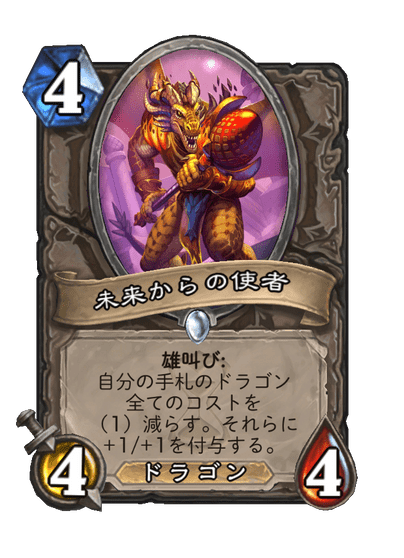 4
未来からの使者
雄叫び:
自分の手札のドラゴン
全てのコストを
（1）減らす。それらに
+1/+1を付与する。
4
ドラゴン
4